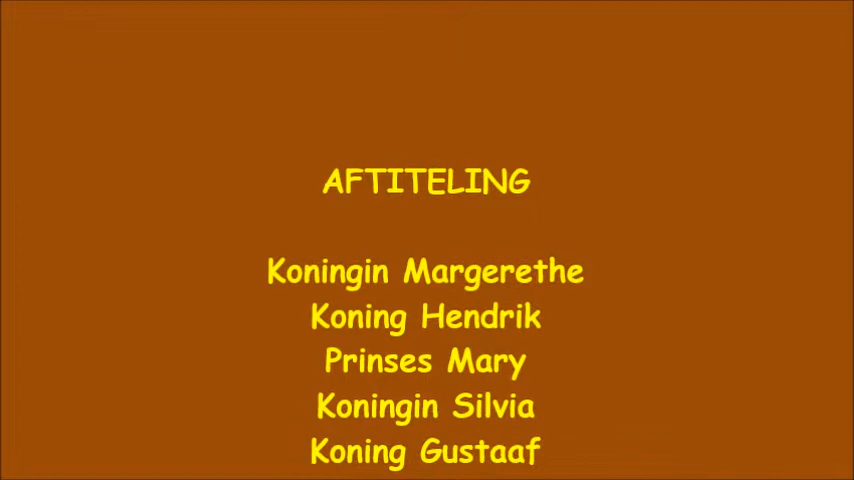 AFTITELING
Koningin Margerethe
Koning Hendrik
Prinses Mary
Koningin Silvia
Koning Gustaaf